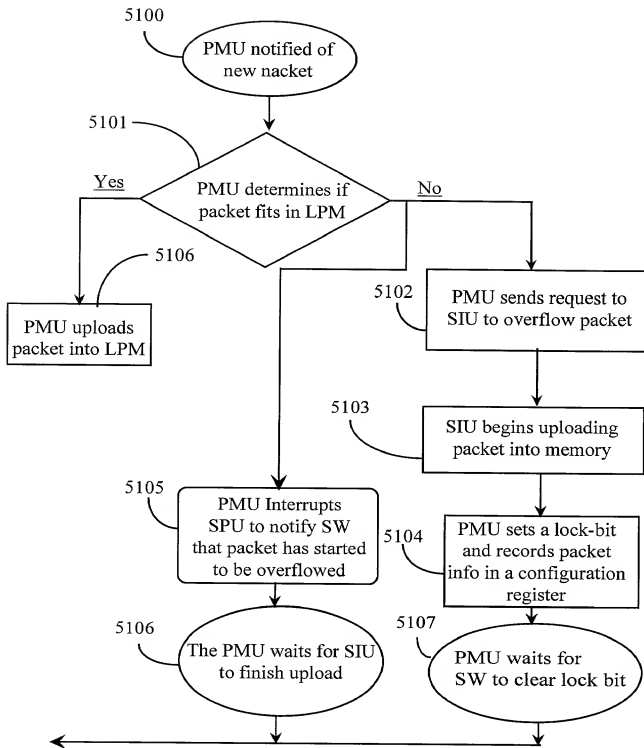 5100
PMU notified of
new nacket
5101
Yes
PMU determines if
packet fits in LPM
No
5106
PMU uploads
packet into LPM
5102
PMU sends request to
SIU to overflow packet
5103
SIU begins uploading
packet into memory
5105
PMU Interrupts
SPU to notify SW
that packet has started
to be overflowed
5104
PMU sets a lock-bit
and records packet
info in a configuration
register
5106
The PMU waits for SIU
to finish upload
5107
PMU waits for
SW to clear lock bit